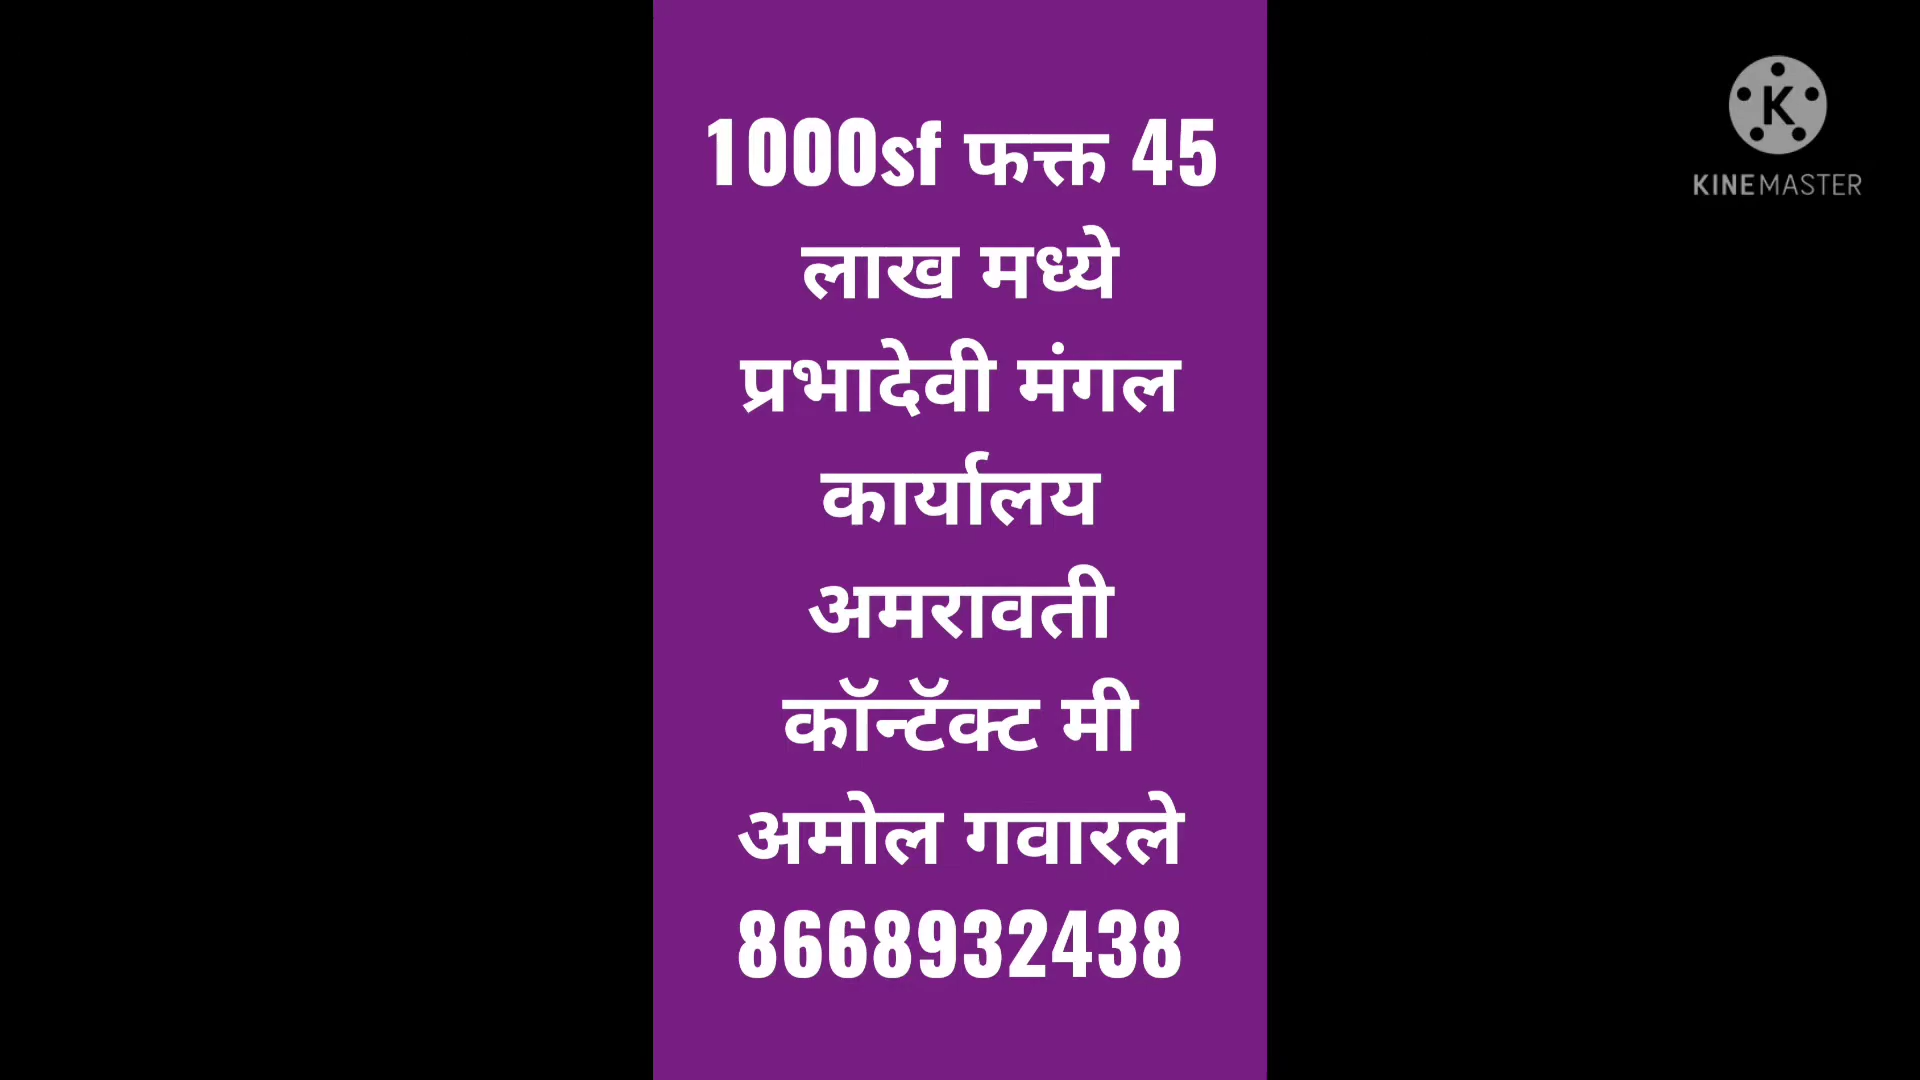 1000sf फक्त 45
लाख मध्ये
प्रभादेवी मंगल
कार्यालय
अमरावती
कॉन्टॅक्ट मी
अमोल गवारले
8668932438
K
KINEMASTER